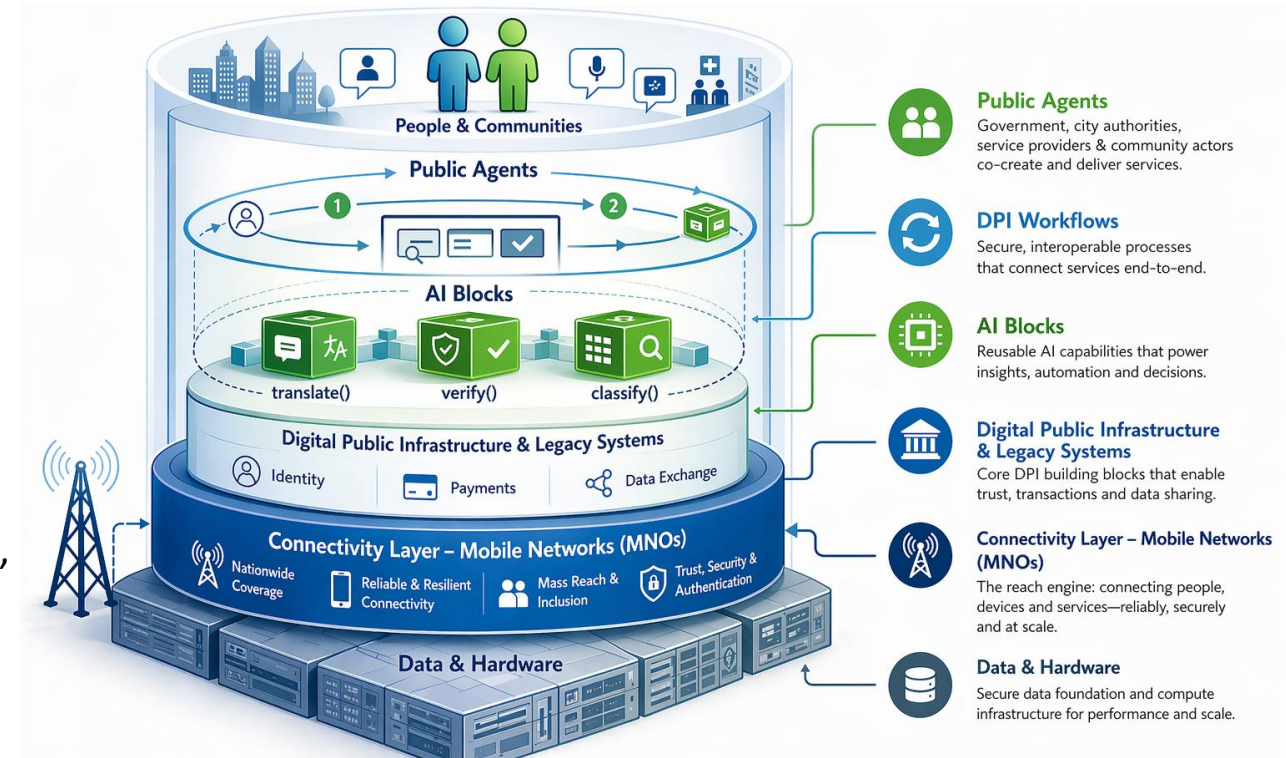 People & Communities
Public Agents
1
2
AI Blocks
translate()
verify()
classify()
Digital Public Infrastructure & Legacy Systems
Identity
Payments
Data Exchange
Connectivity Layer – Mobile Networks (MNOs)
Nationwide
Coverage
Reliable & Resilient
Connectivity
Mass Reach &
Inclusion
Trust, Security &
Authentication
Data & Hardware
,
Public Agents
Government, city authorities,
service providers & community actors
co-create and deliver services.
DPI Workflows
Secure, interoperable processes
that connect services end-to-end.
AI Blocks
Reusable AI capabilities that power
insights, automation and decisions.
Digital Public Infrastructure
& Legacy Systems
Core DPI building blocks that enable
trust, transactions and data sharing.
Connectivity Layer – Mobile Networks
(MNOs)
The reach engine: connecting people,
devices and services—reliably, securely
and at scale.
Data & Hardware
Secure data foundation and compute
infrastructure for performance and scale.